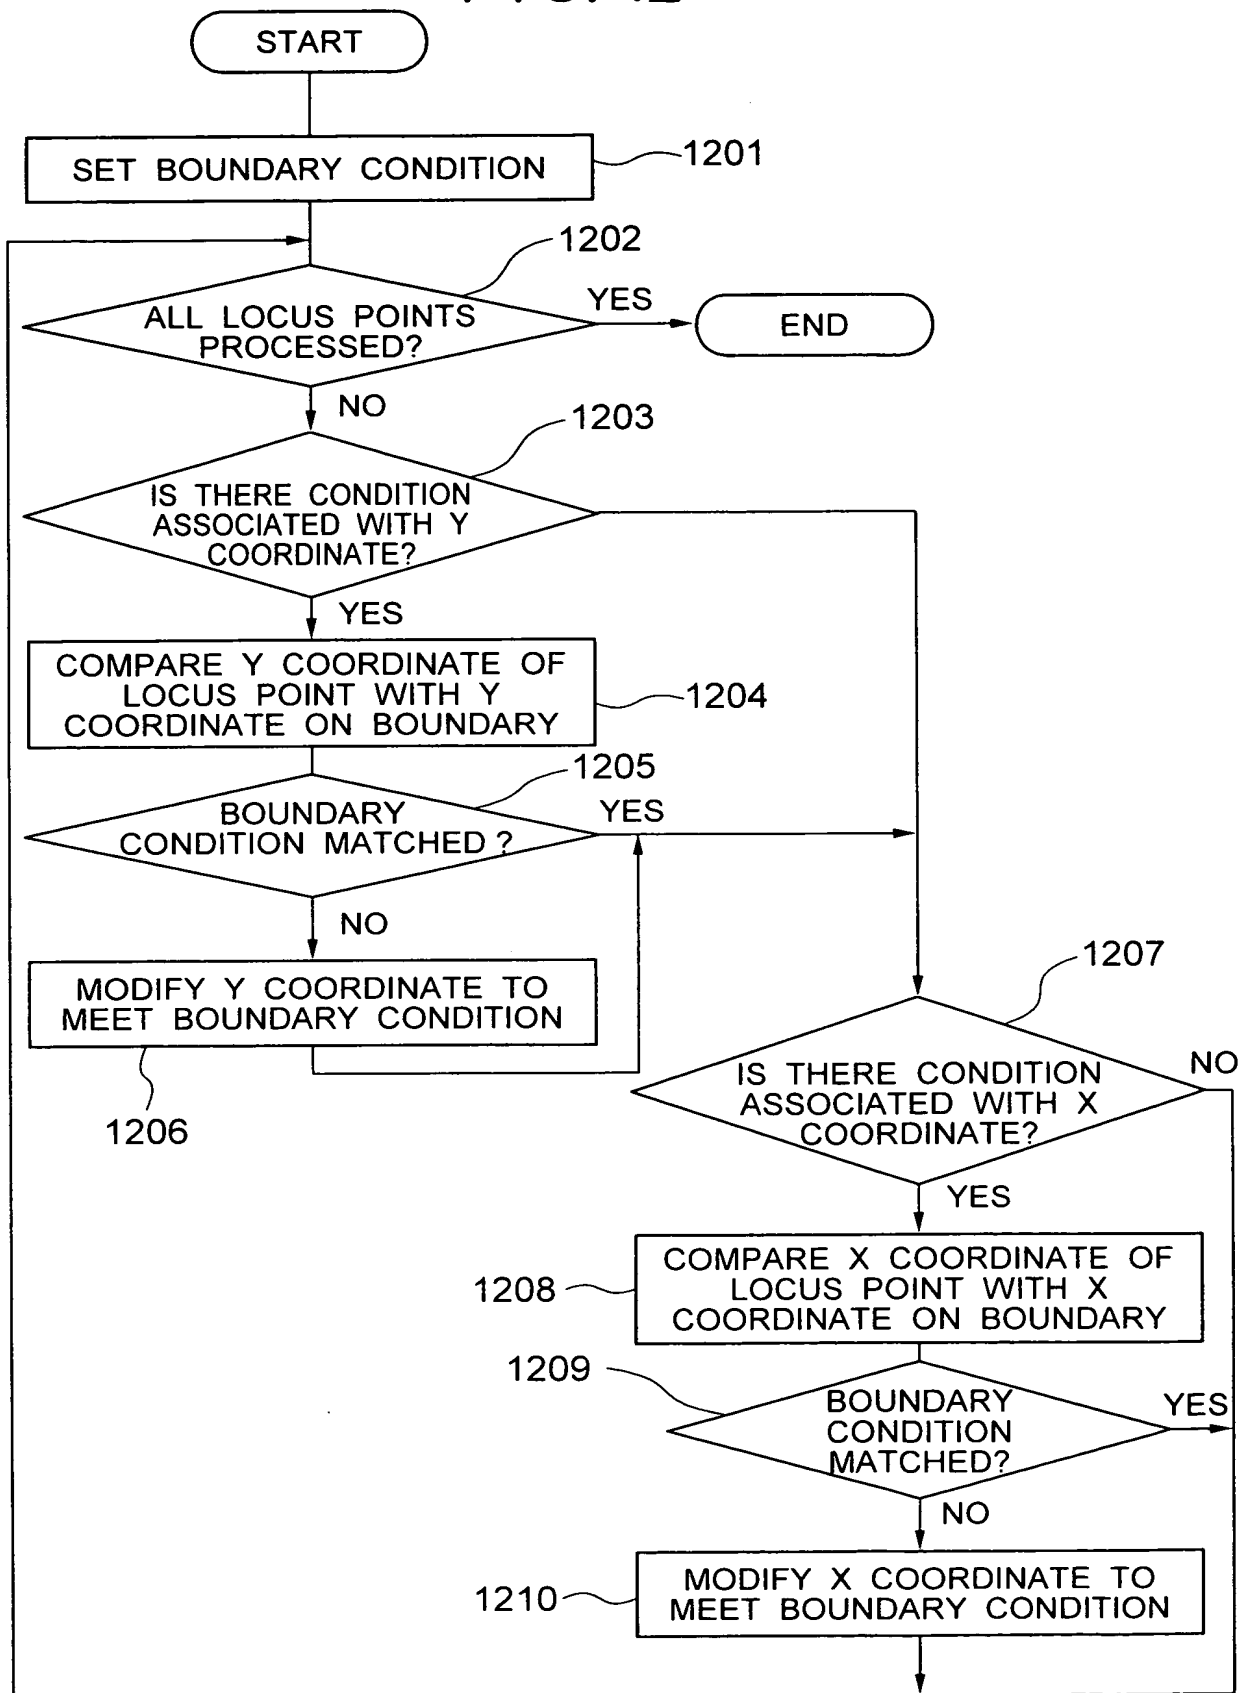 START
SET BOUNDARY CONDITION
1201
1202
ALL LOCUS POINTS
PROCESSED?
YES
END
NO
1203
IS THERE CONDITION
ASSOCIATED WITH Y
COORDINATE?
YES
COMPARE Y COORDINATE OF
LOCUS POINT WITH Y
COORDINATE ON BOUNDARY
1204
1205
BOUNDARY
CONDITION MATCHED ?
YES
NO
MODIFY Y COORDINATE TO
MEET BOUNDARY CONDITION
1206
1207
IS THERE CONDITION
ASSOCIATED WITH X
COORDINATE?
NO
YES
COMPARE X COORDINATE OF
LOCUS POINT WITH X
COORDINATE ON BOUNDARY
1208
1209
BOUNDARY
CONDITION
MATCHED?
YES
NO
MODIFY X COORDINATE TO
MEET BOUNDARY CONDITION
1210